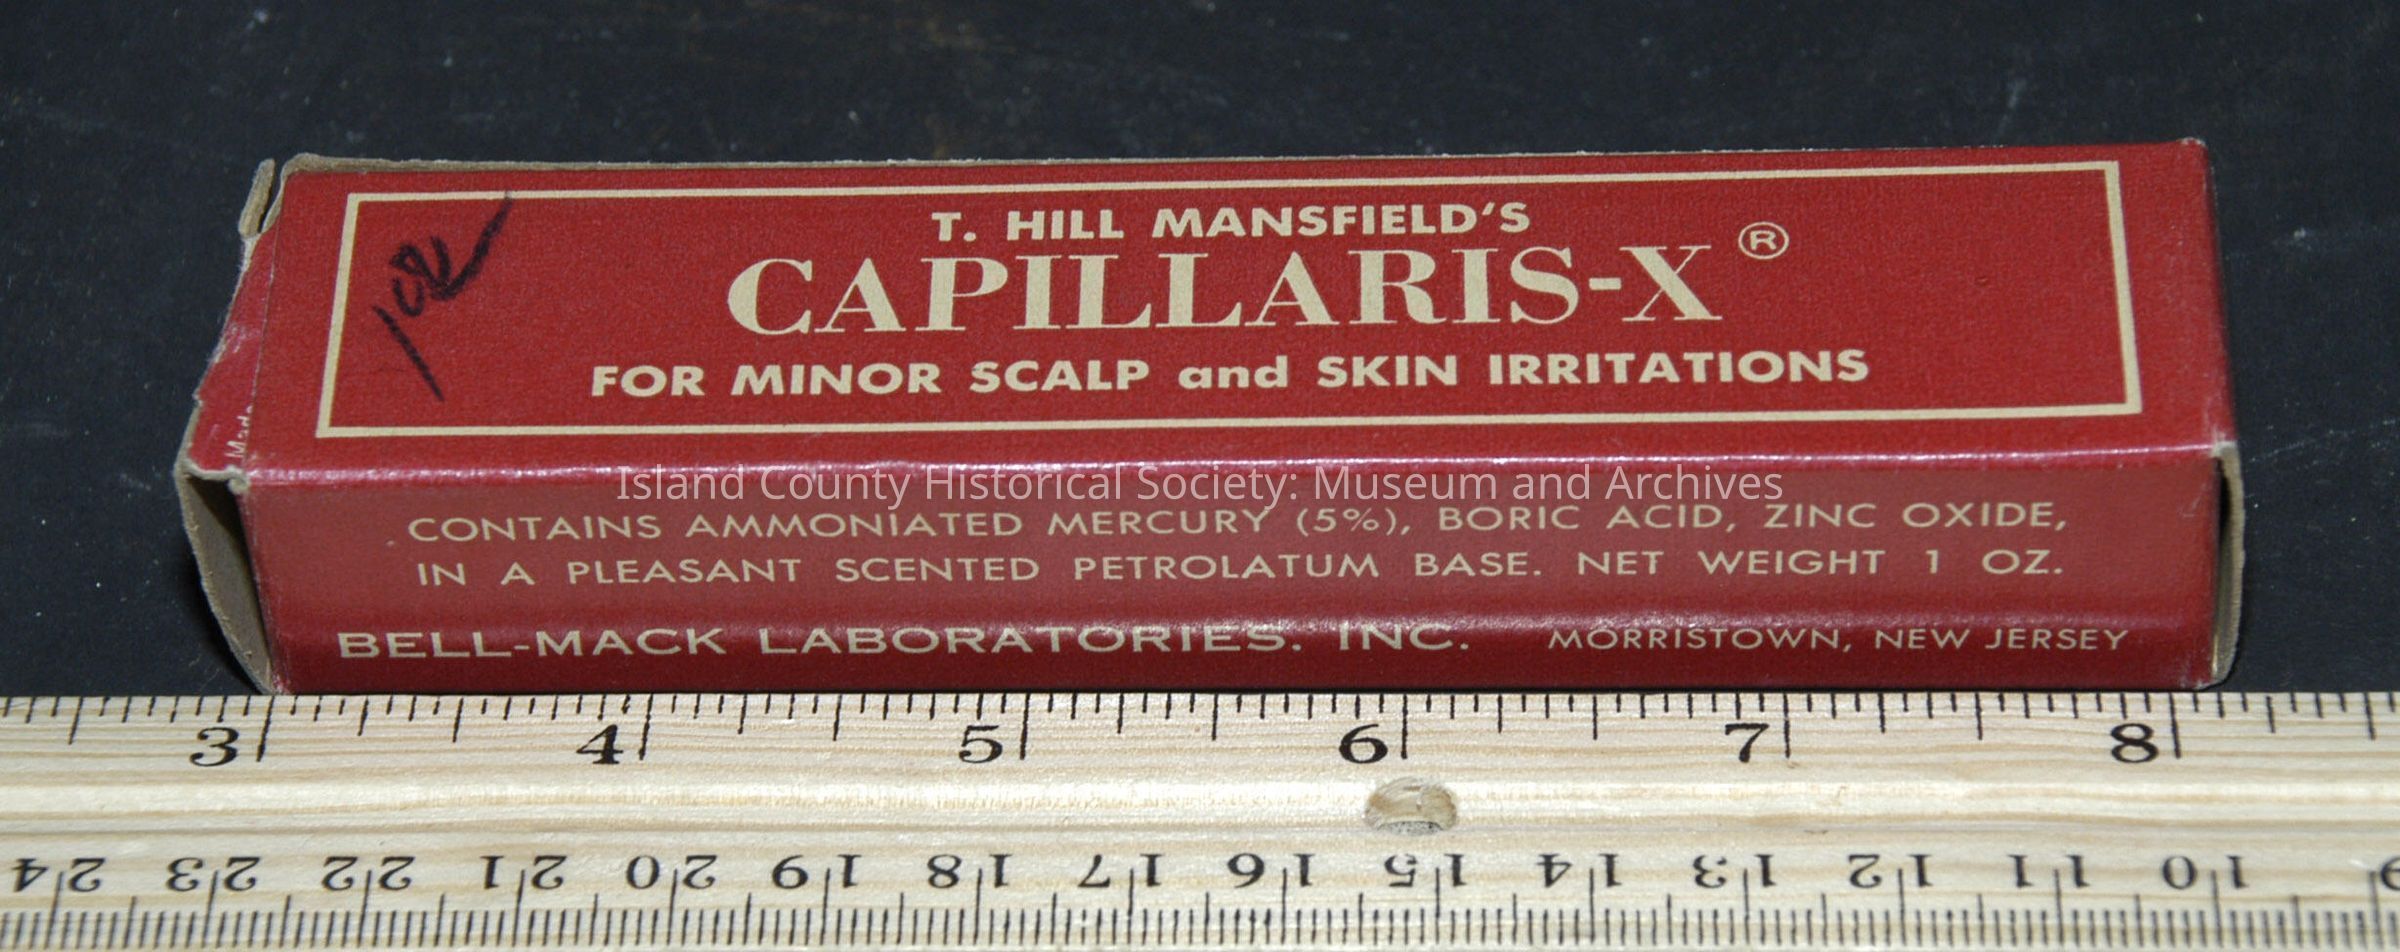 T. HILL MANSFIELD'S
CAPILLARIS-X ®
FOR MINOR SCALP and SKIN IRRITATIONS
Made
Island County Historical Society: Museum and Archives
CONTAINS AMMONIATED MERCURY (5%), BORIC ACID, ZINC OXIDE,
IN A PLEASANT SCENTED PETROLATUM BASE. NET WEIGHT 1 OZ.
BELL-MACK LABORATORIES. INC. MORRISTOWN, NEW JERSEY
3 4 5 6 7 8
24 23 22 21 20 19 18 17 16 15 14 13 12 11 10 9